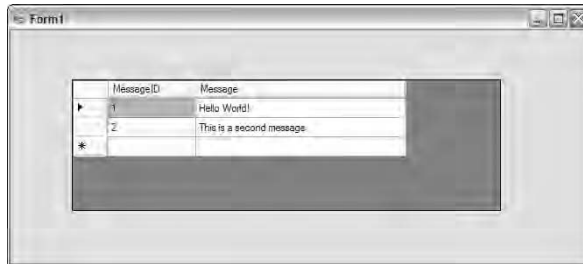 Form1
MessageID Message
1 Hello World!
2 This is a second message
*